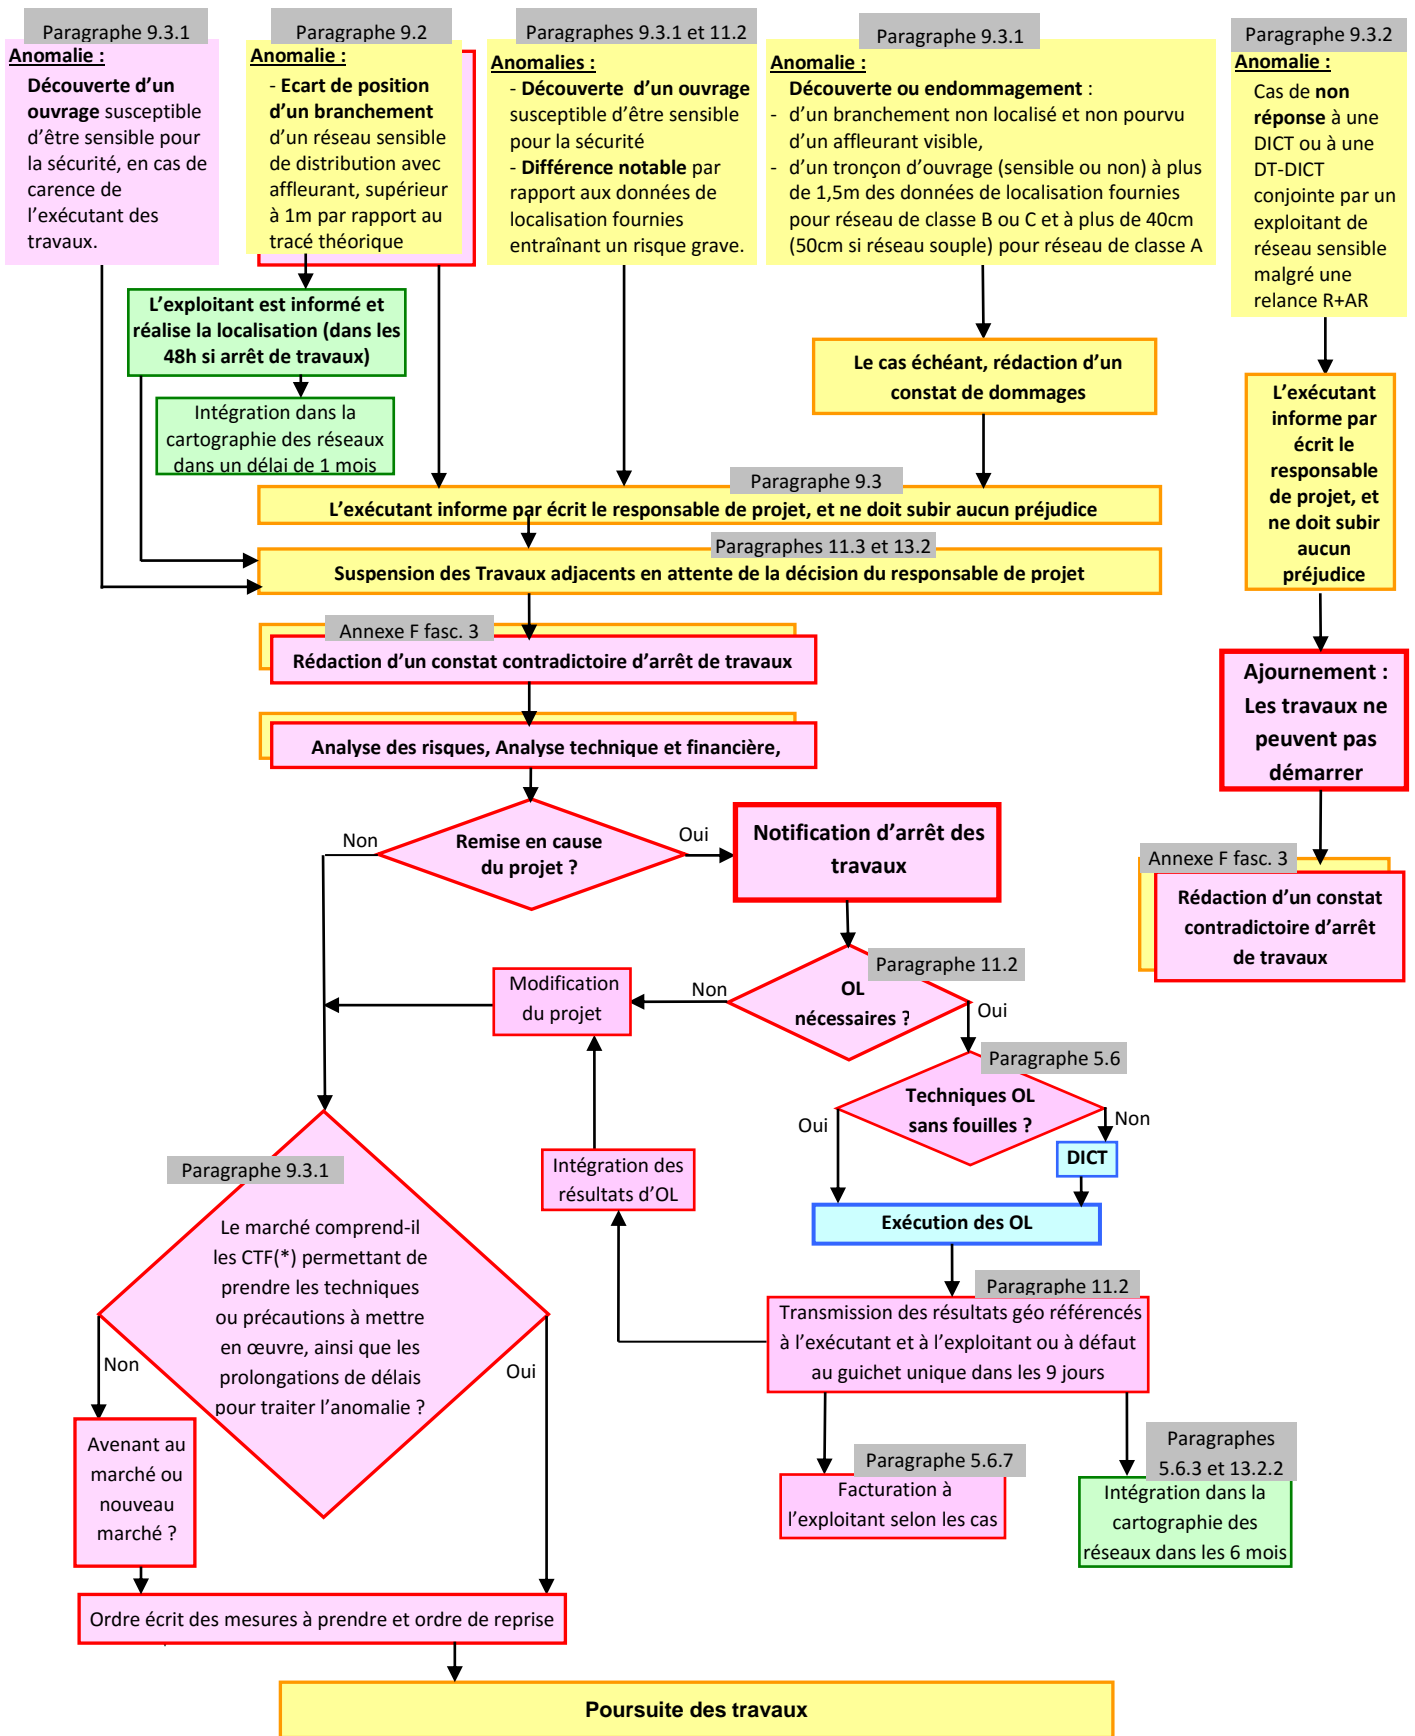 Paragraphe 9.3.1
Anomalie :
Découverte d'un
ouvrage susceptible
d'être sensible pour
la sécurité, en cas de
carence de
l'exécutant des
travaux.
Paragraphe 9.2
Anomalie :
- Ecart de position
d'un branchement
d'un réseau sensible
de distribution avec
affleurant, supérieur
à 1m par rapport au
tracé théorique
Paragraphes 9.3.1 et 11.2
Anomalies :
- Découverte d'un ouvrage
susceptible d'être sensible
pour la sécurité
- Différence notable par
rapport aux données de
localisation fournies
entraînant un risque grave.
Paragraphe 9.3.1
Anomalie :
Découverte ou endommagement :
- d'un branchement non localisé et non pourvu
d'un affleurant visible,
- d'un tronçon d'ouvrage (sensible ou non) à plus
de 1,5m des données de localisation fournies
pour réseau de classe B ou C et à plus de 40cm
(50cm si réseau souple) pour réseau de classe A
Paragraphe 9.3.2
Anomalie :
Cas de non
réponse à une
DICT ou à une
DT-DICT
conjointe par un
exploitant de
réseau sensible
malgré une
relance R+AR
L'exploitant est informé et
réalise la localisation (dans les
48h si arrêt de travaux)
Intégration dans la
cartographie des réseaux
dans un délai de 1 mois
Le cas échéant, rédaction d'un
constat de dommages
L'exécutant
informe par
écrit le
responsable
de projet, et
ne doit subir
aucun
préjudice
Paragraphe 9.3
L'exécutant informe par écrit le responsable de projet, et ne doit subir aucun préjudice
Paragraphes 11.3 et 13.2
Suspension des Travaux adjacents en attente de la décision du responsable de projet
Annexe F fasc. 3
Rédaction d'un constat contradictoire d'arrêt de travaux
Analyse des risques, Analyse technique et financière,
Ajournement :
Les travaux ne
peuvent pas
démarrer
Annexe F fasc. 3
Rédaction d'un constat
contradictoire d'arrêt
de travaux
Non
Remise en cause
du projet ?
Oui
Notification d'arrêt des
travaux
Paragraphe 11.2
OL
nécessaires ?
Non
Oui
Modification
du projet
Paragraphe 5.6
Techniques OL
sans fouilles ?
Oui
Non
DICT
Intégration des
résultats d'OL
Exécution des OL
Paragraphe 11.2
Transmission des résultats géo référencés
à l'exécutant et à l'exploitant ou à défaut
au guichet unique dans les 9 jours
Paragraphe 9.3.1
Le marché comprend-il
les CTF(*) permettant de
prendre les techniques
ou précautions à mettre
en œuvre, ainsi que les
prolongations de délais
pour traiter l'anomalie ?
Non
Oui
Avenant au
marché ou
nouveau
marché ?
Paragraphe 5.6.7
Facturation à
l'exploitant selon les cas
Paragraphes
5.6.3 et 13.2.2
Intégration dans la
cartographie des
réseaux dans les 6 mois
Ordre écrit des mesures à prendre et ordre de reprise
Poursuite des travaux